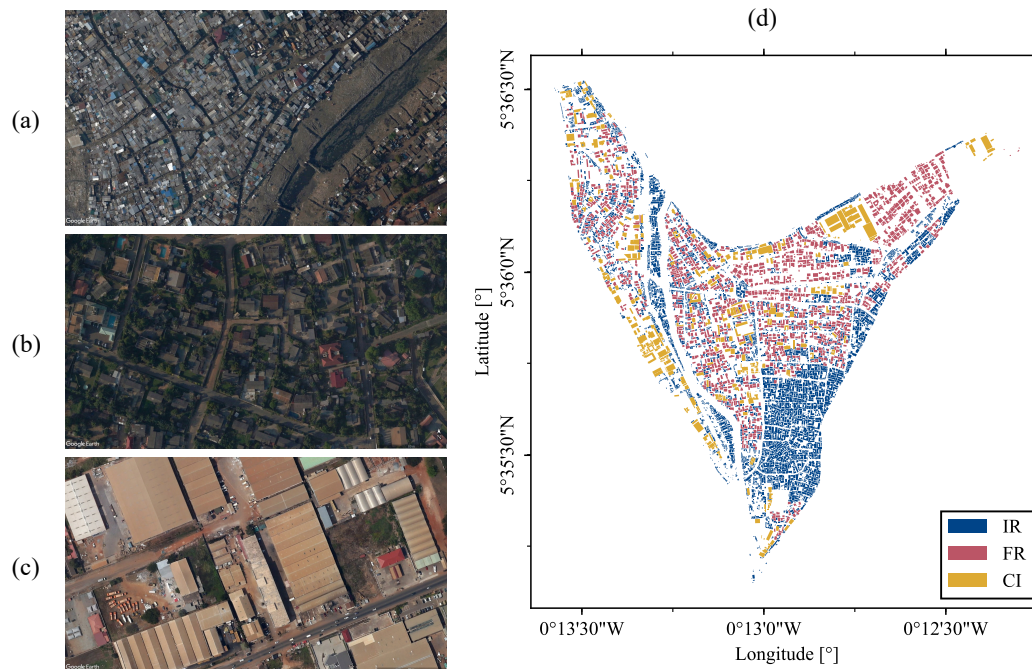 (a)
Google Earth
(b)
Google Earth
(c)
Google Earth
(d)
5°36'30"N
5°36'0"N
5°35'30"N
Latitude [°]
IR
FR
CI
0°13'30"W
0°13'0"W
0°12'30"W
Longitude [°]